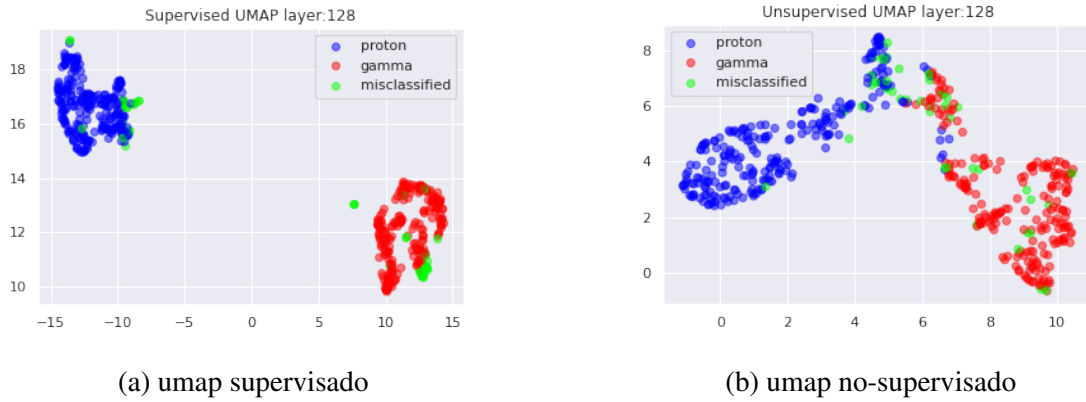 Supervised UMAP layer:128
proton
gamma
misclassified
18
16
14
12
10
−15
−10
−5
0
5
10
15
(a) umap supervisado
Unsupervised UMAP layer:128
proton
gamma
misclassified
8
6
4
2
0
0
2
4
6
8
10
(b) umap no-supervisado